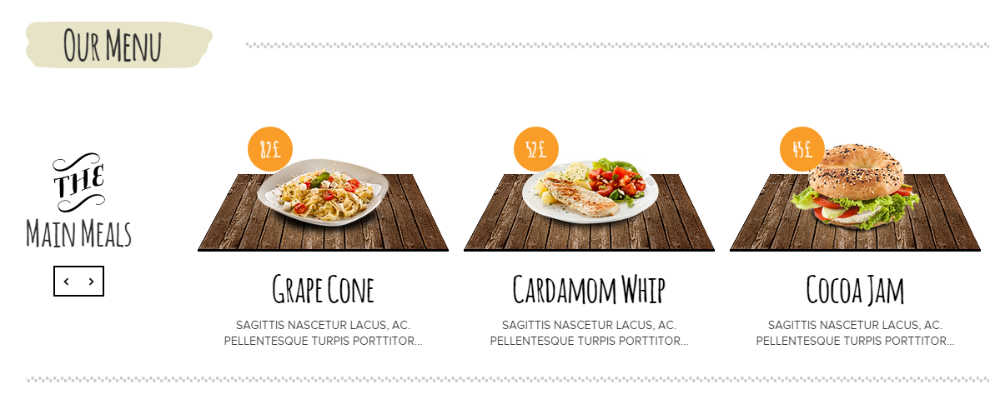 Our Menu
THE
Main Meals
82£
Grape Cone
SAGITTIS NASCETUR LACUS, AC.
PELLENTESQUE TURPIS PORTTITOR...
52£
Cardamom Whip
SAGITTIS NASCETUR LACUS, AC.
PELLENTESQUE TURPIS PORTTITOR...
45£
Cocoa Jam
SAGITTIS NASCETUR LACUS, AC.
PELLENTESQUE TURPIS PORTTITOR...